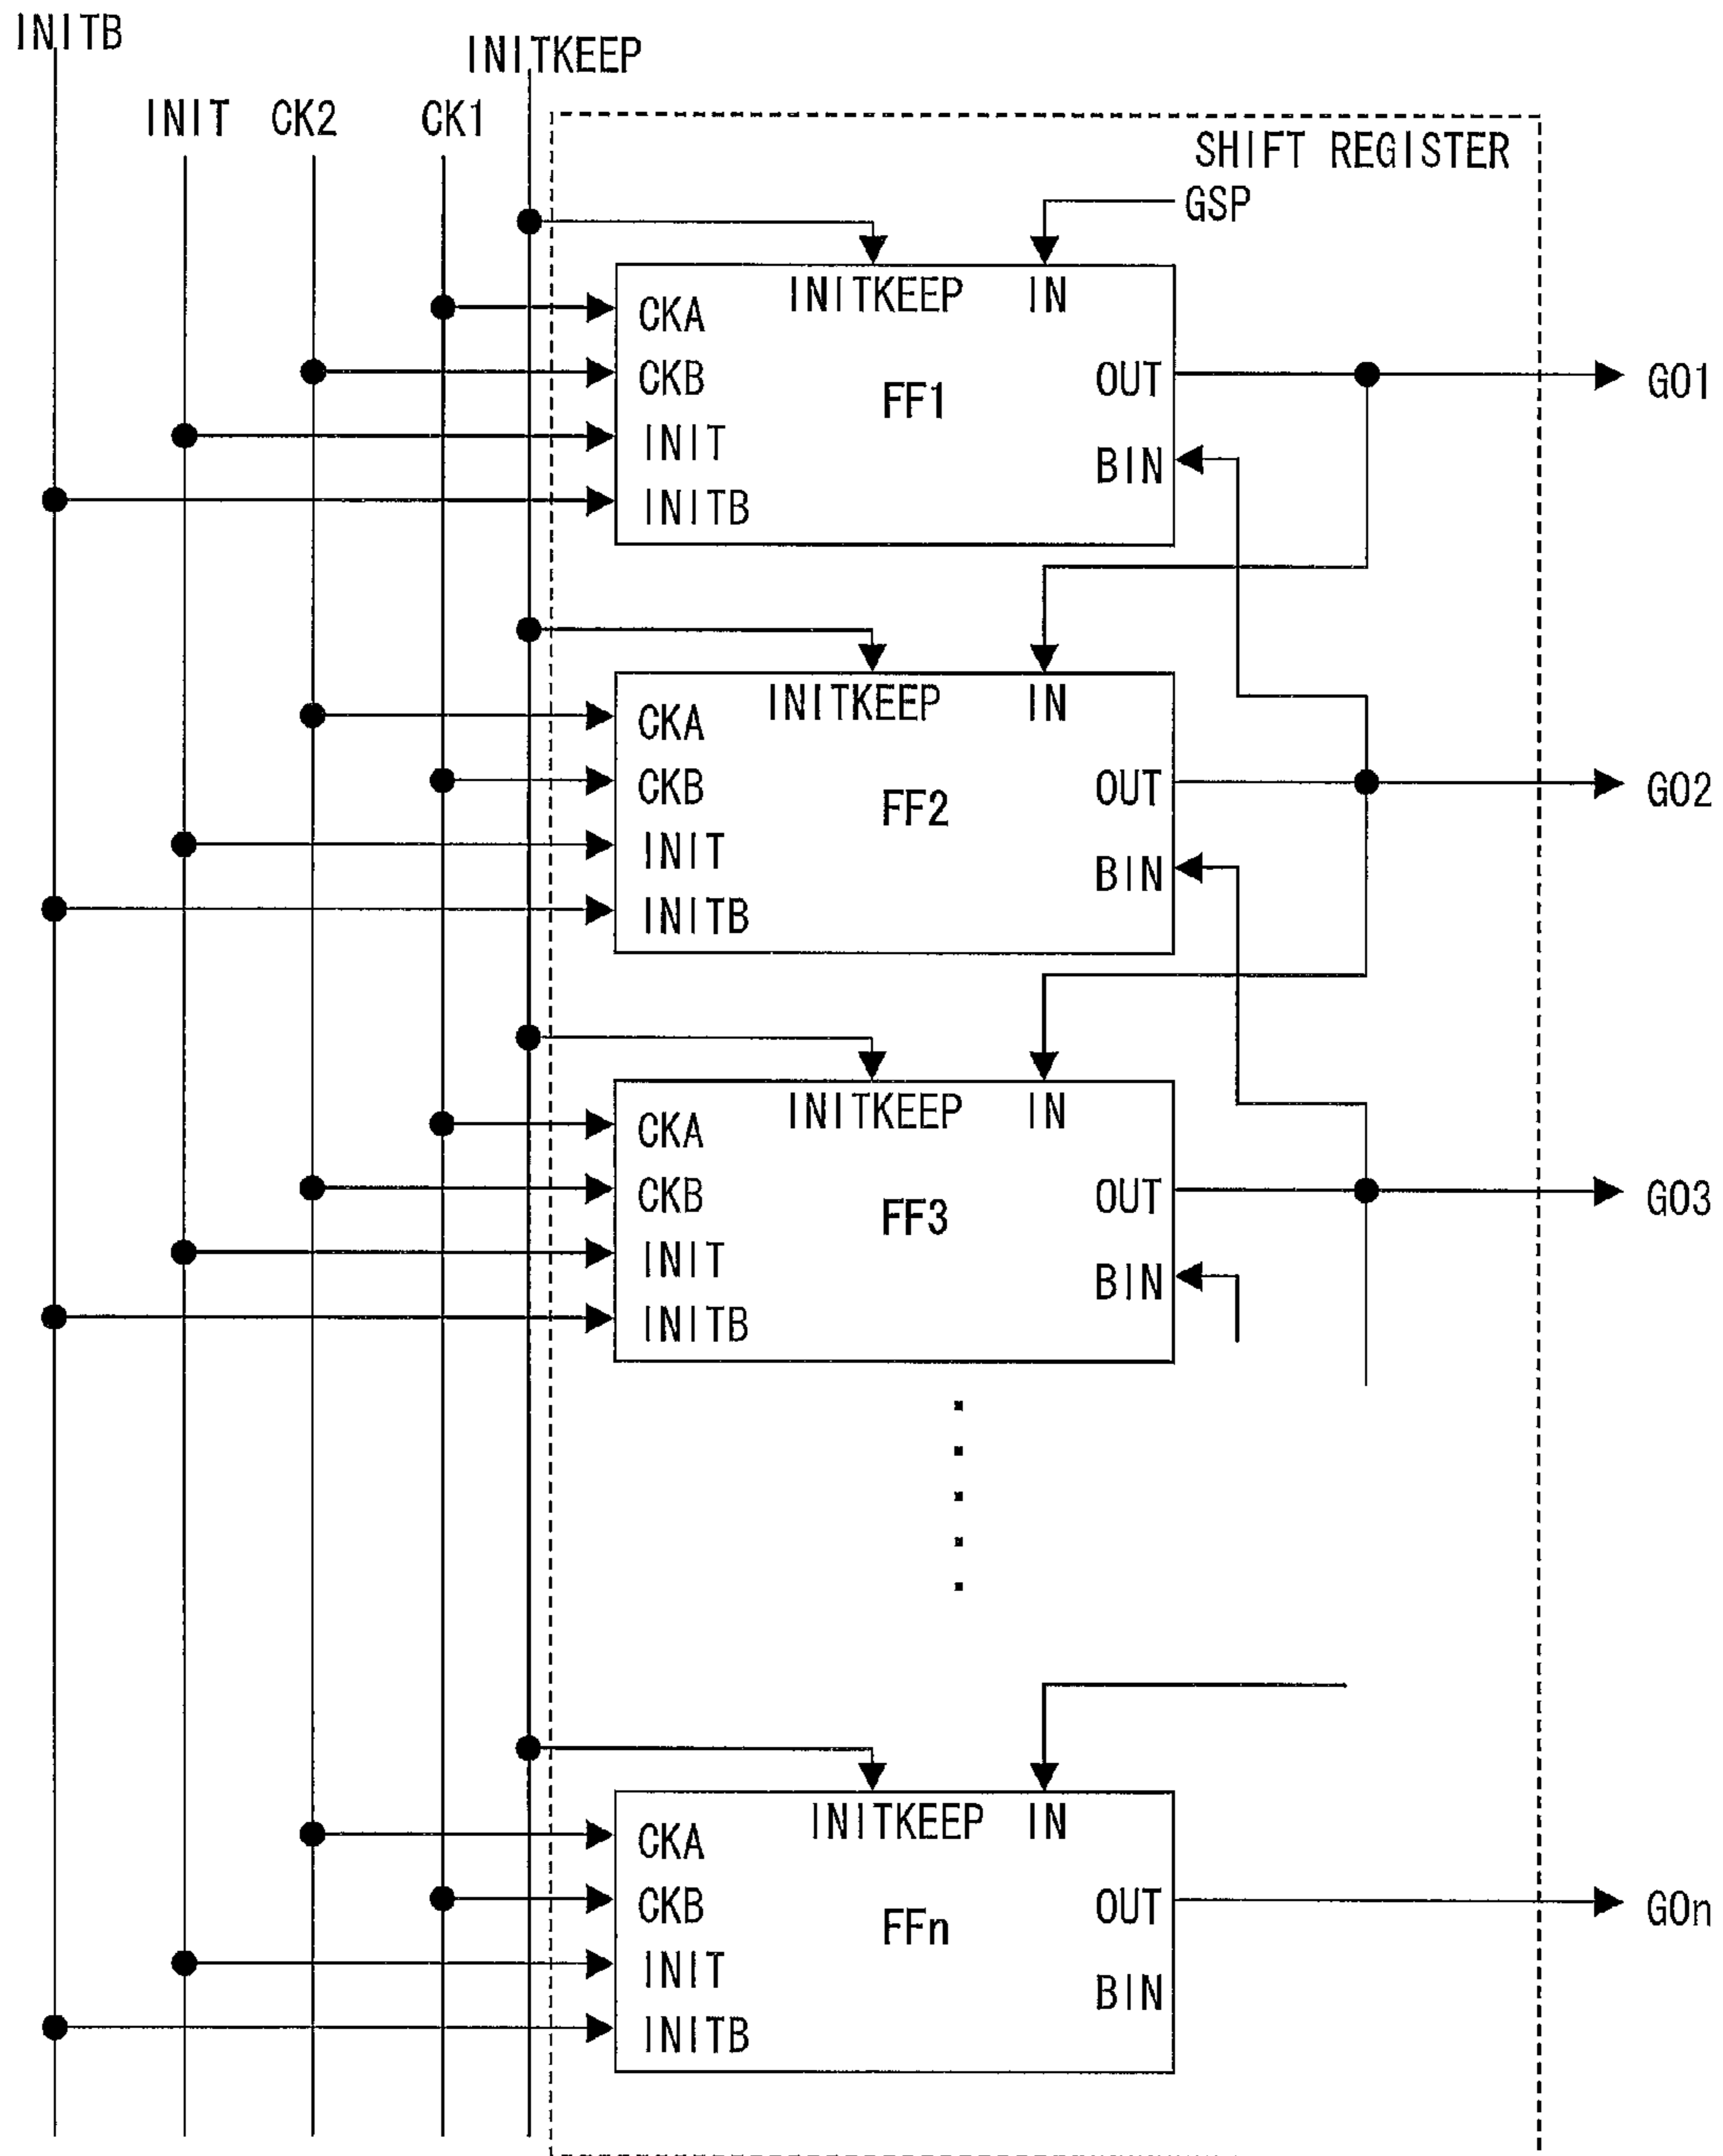 INITB
INITKEEP
INIT CK2 CK1
SHIFT REGISTER
GSP
INITKEEP IN
CKA
CKB
INIT
INITB
FF1
OUT
BIN
GO1
INITKEEP IN
CKA
CKB
INIT
INITB
FF2
OUT
BIN
GO2
INITKEEP IN
CKA
CKB
INIT
INITB
FF3
OUT
BIN
GO3
INITKEEP IN
CKA
CKB
INIT
INITB
FFn
OUT
BIN
GOn